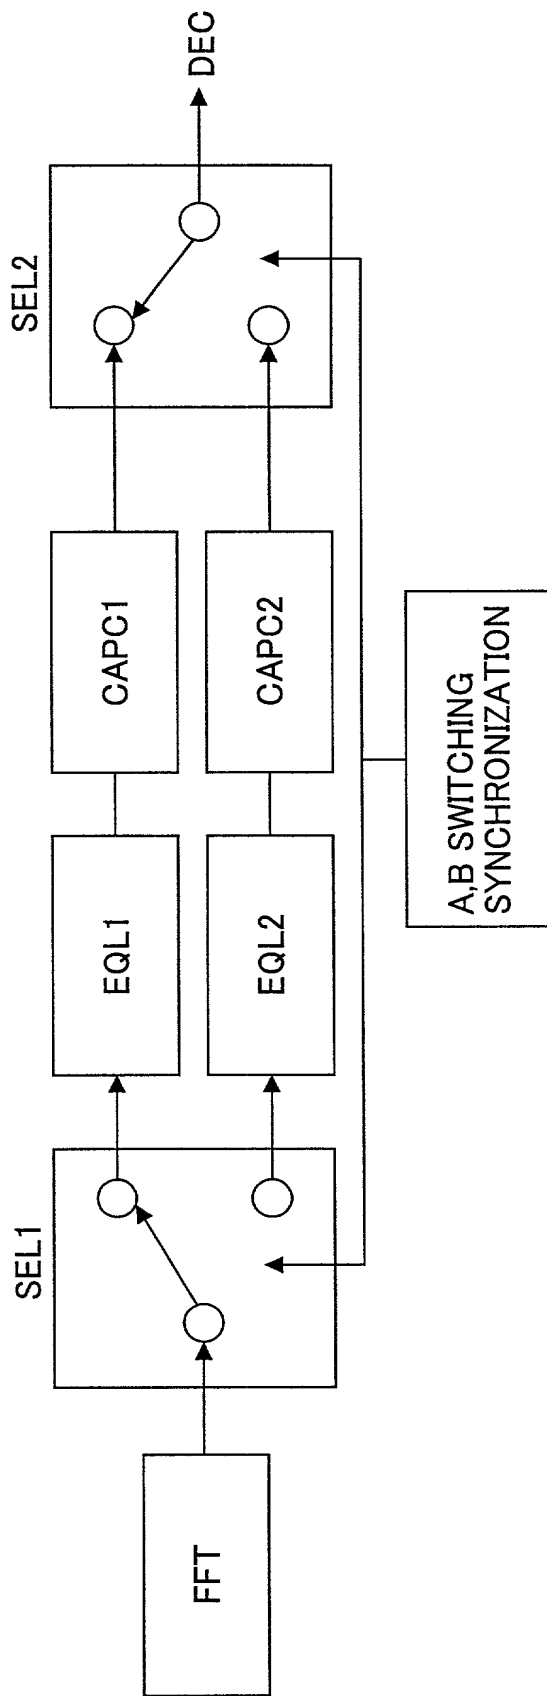 FFT
SEL1
EQL1
EQL2
CAPC1
CAPC2
SEL2
DEC
A,B SWITCHING
SYNCHRONIZATION